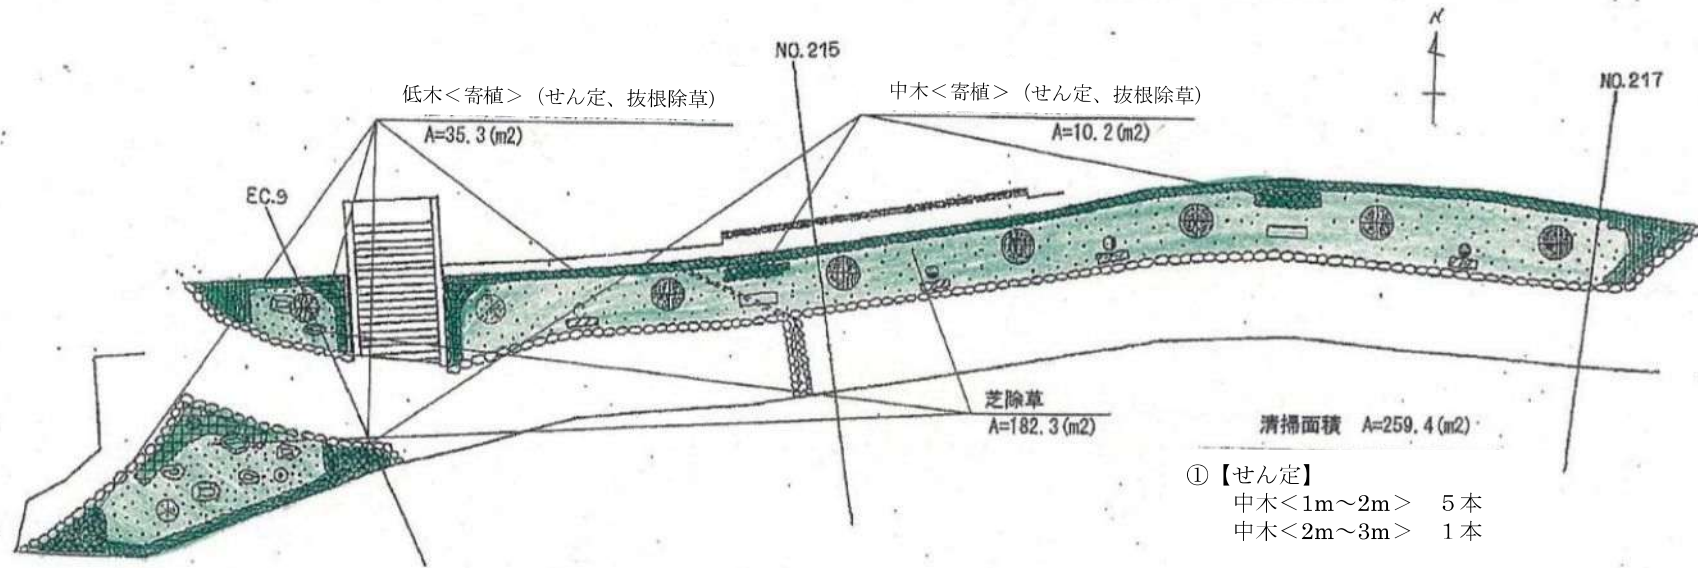 N
NO.215
NO.217
低木＜寄植＞（せん定、抜根除草）
A=35.3(m2)
中木＜寄植＞（せん定、抜根除草）
A=10.2(m2)
EC.9
芝除草
A=182.3(m2)
清掃面積　A=259.4(m2)
①【せん定】
中木＜1m～2m＞　５本
中木＜2m～3m＞　１本